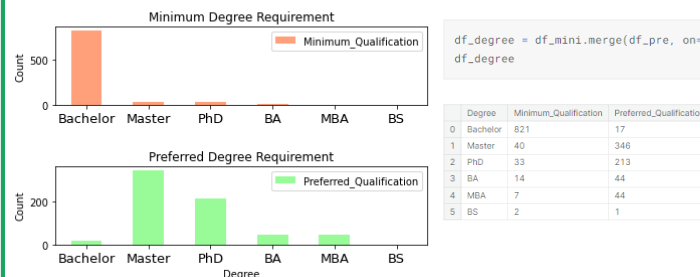 Minimum Degree Requirement
Minimum_Qualification
Count
500
0
Bachelor Master PhD BA MBA BS
Preferred Degree Requirement
Preferred_Qualification
Count
200
0
Bachelor Master PhD BA MBA BS
Degree
df_degree = df_mini.merge(df_pre, on=
df_degree
Degree Minimum_Qualification Preferred_Qualificatio
0 Bachelor 821 17
1 Master 40 346
2 PhD 33 213
3 BA 14 44
4 MBA 7 44
5 BS 2 1